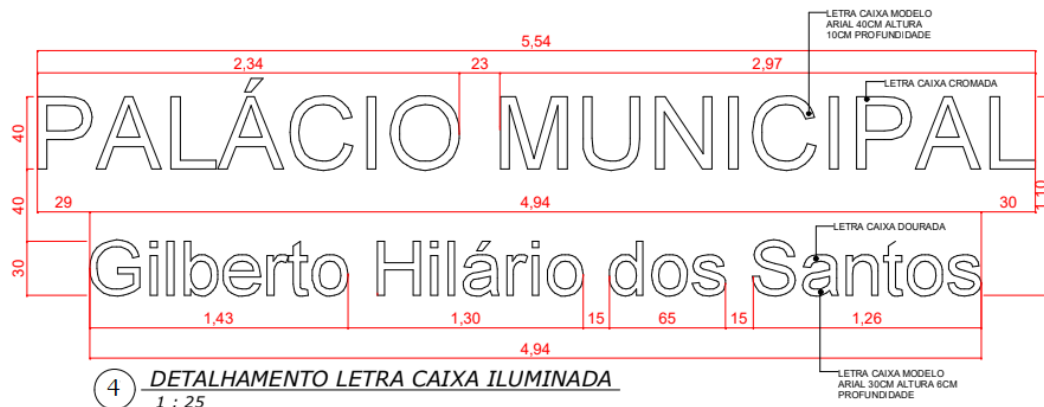 LETRA CAIXA MODELO
ARIAL 40CM ALTURA
10CM PROFUNDIDADE
5,54
2,34 23 2,97
LETRA CAIXA CROMADA
PALÁCIO MUNICIPAL
40
40
30
1,10
29 4,94 30
LETRA CAIXA DOURADA
Gilberto Hilário dos Santos
1,43 1,30 15 65 15 1,26
4,94
LETRA CAIXA MODELO
ARIAL 30CM ALTURA 6CM
PROFUNDIDADE
4 DETALHAMENTO LETRA CAIXA ILUMINADA
1 : 25